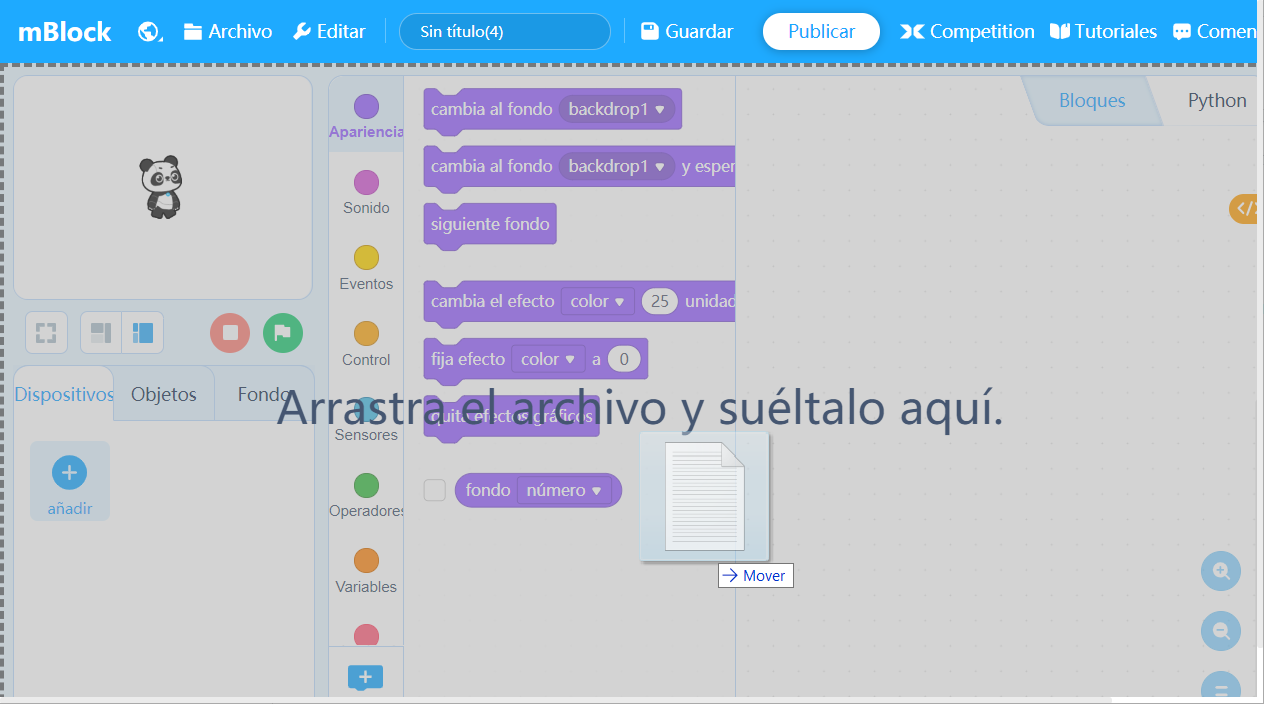 mBlock
Archivo
Editar
Sin título(4)
Guardar
Publicar
Competition
Tutoriales
Comen
Apariencia
Sonido
Eventos
Control
Sensores
Operadores
Variables
cambia al fondo backdrop1
cambia al fondo backdrop1 y esper
siguiente fondo
cambia el efecto color 25 unidad
fija efecto color a 0
quita efectos gráficos
fondo número
Bloques
Python
</>
Dispositivos
Objetos
Fondo
Arrastra el archivo y suéltalo aquí.
añadir
Mover